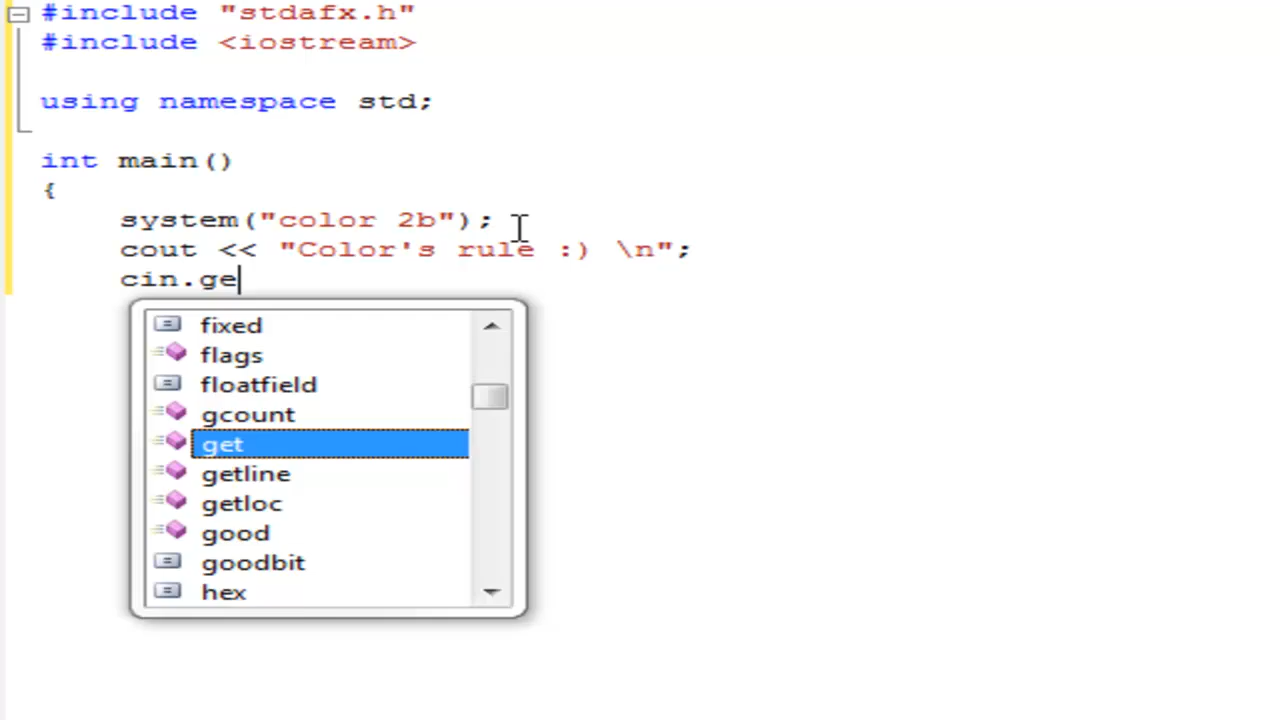 #include "stdafx.h"
#include <iostream>
using namespace std;
int main()
{
system("color 2b");
cout << "Color's rule :) \n";
cin.ge
fixed
flags
floatfield
gcount
get
getline
getloc
good
goodbit
hex